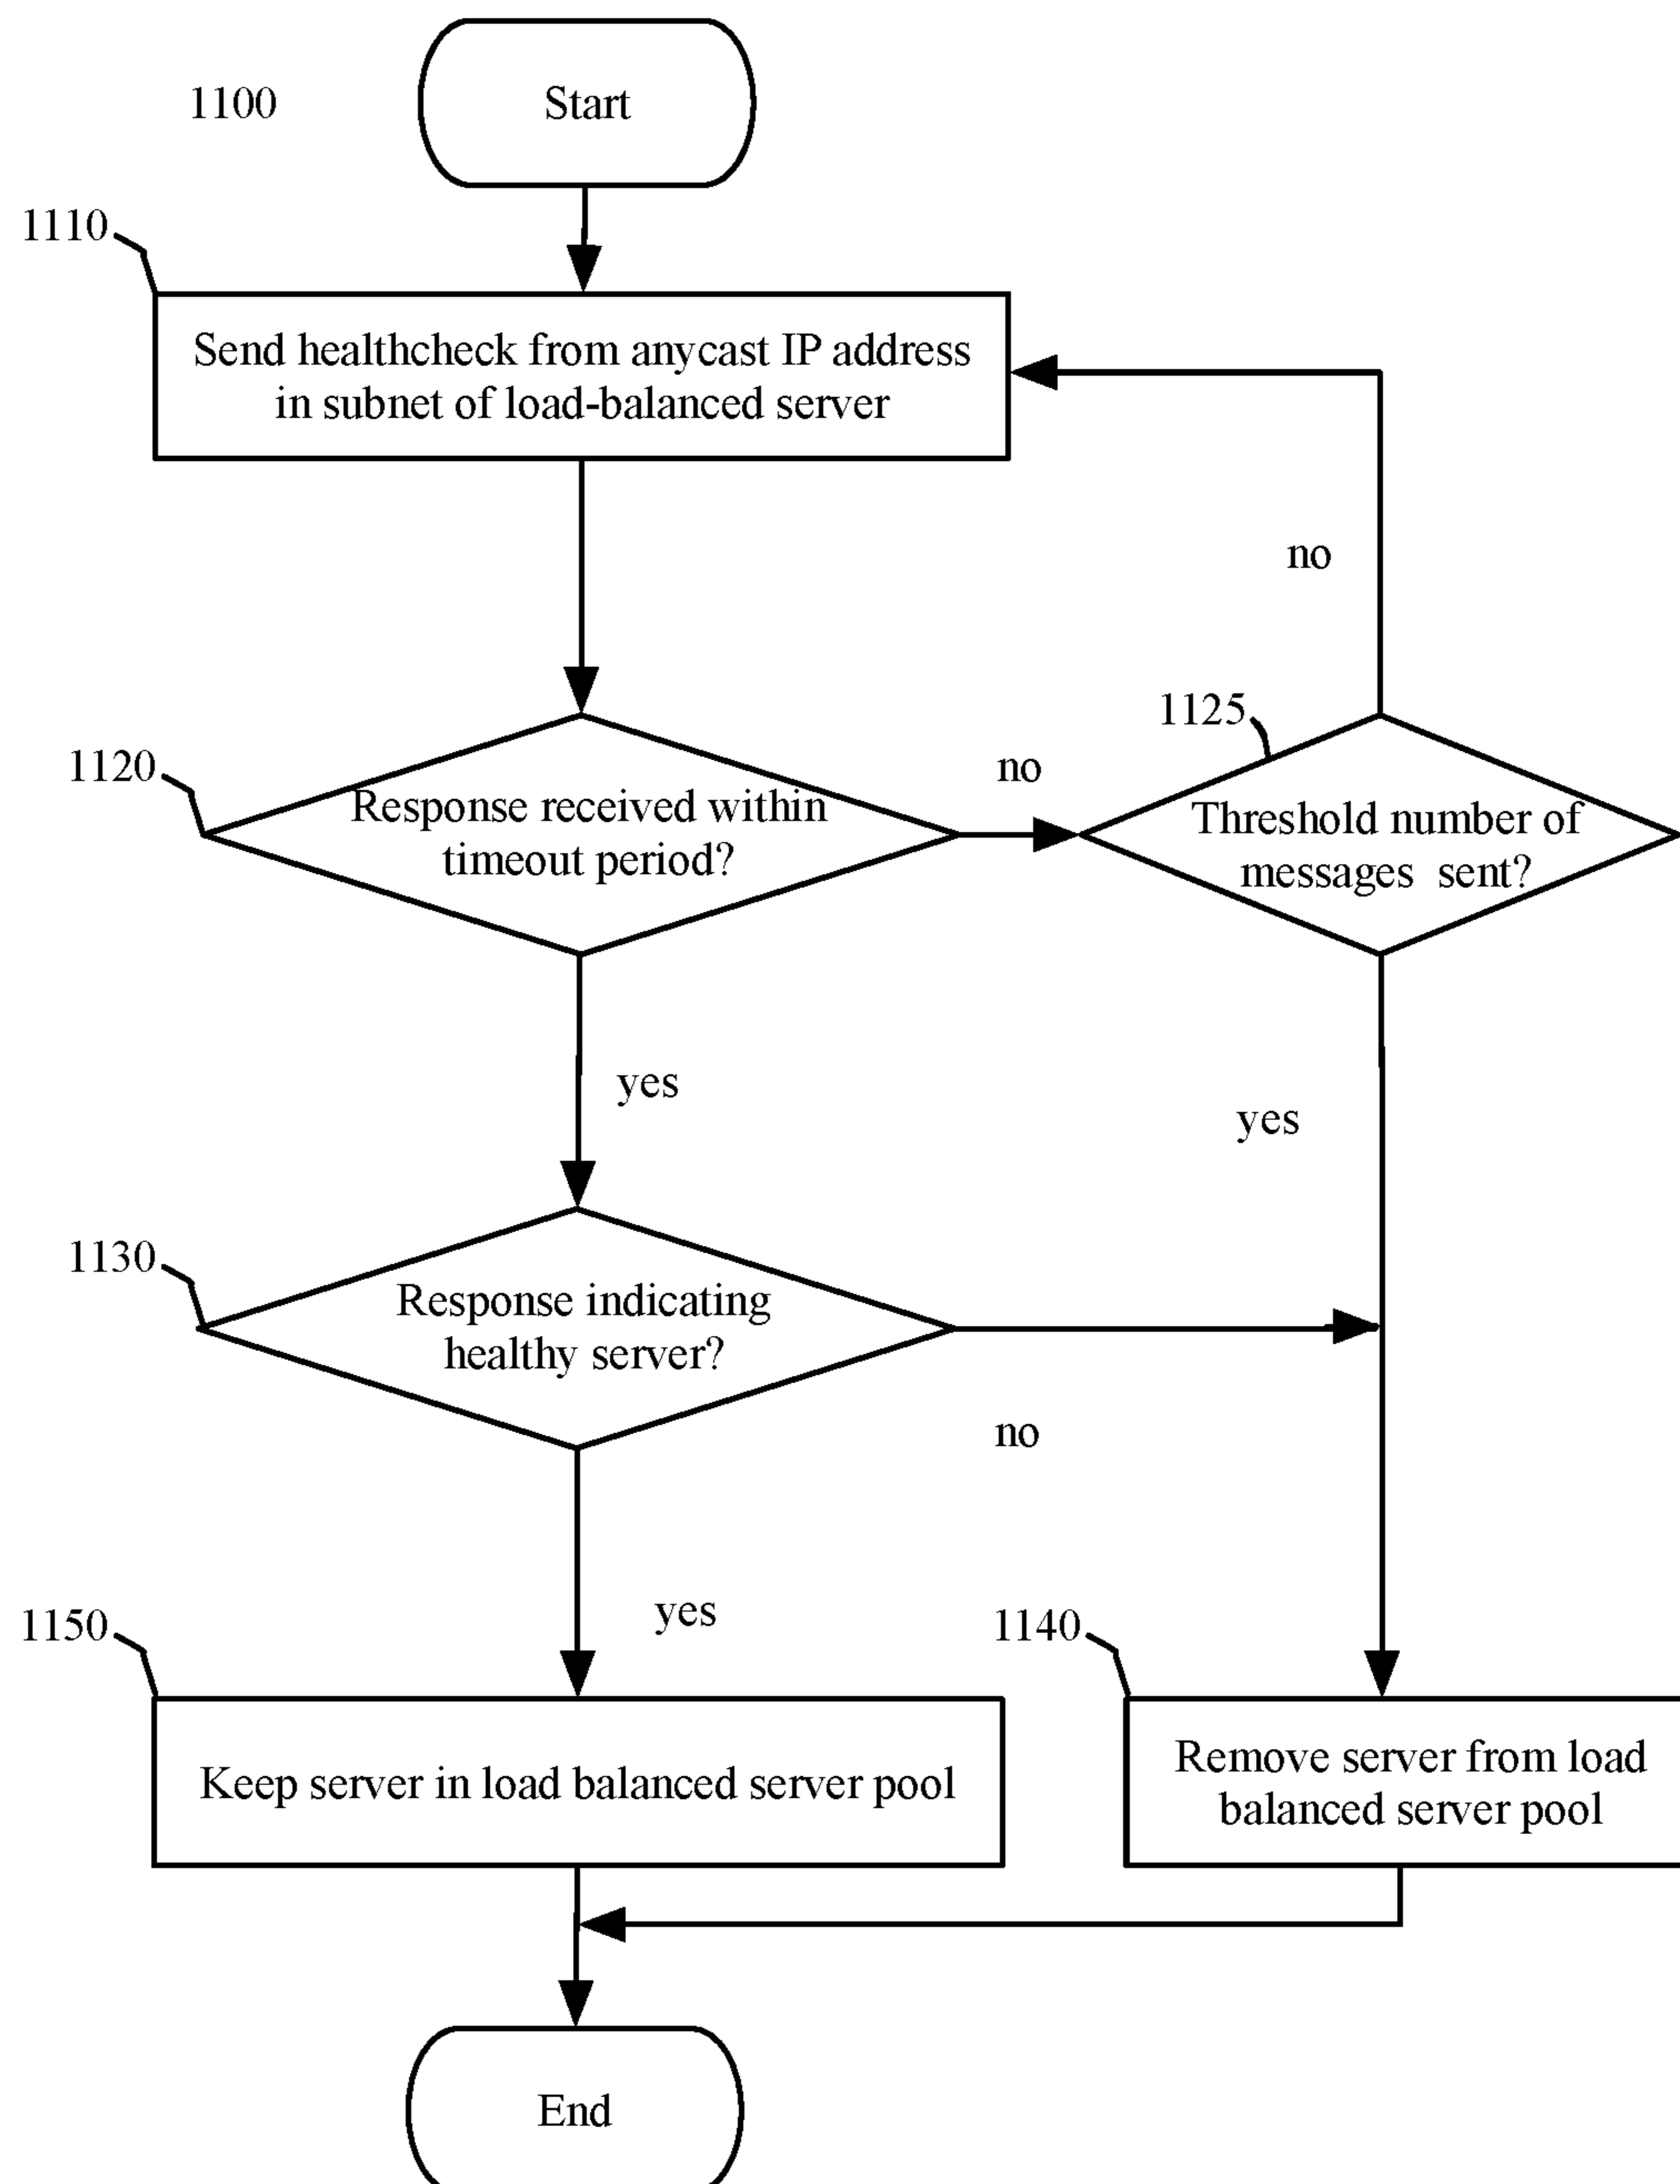 1100
Start
1110
Send healthcheck from anycast IP address
in subnet of load-balanced server
no
1125
1120
no
Response received within
timeout period?
Threshold number of
messages  sent?
yes
yes
1130
Response indicating
healthy server?
no
yes
1150
1140
Keep server in load balanced server pool
Remove server from load
balanced server pool
End